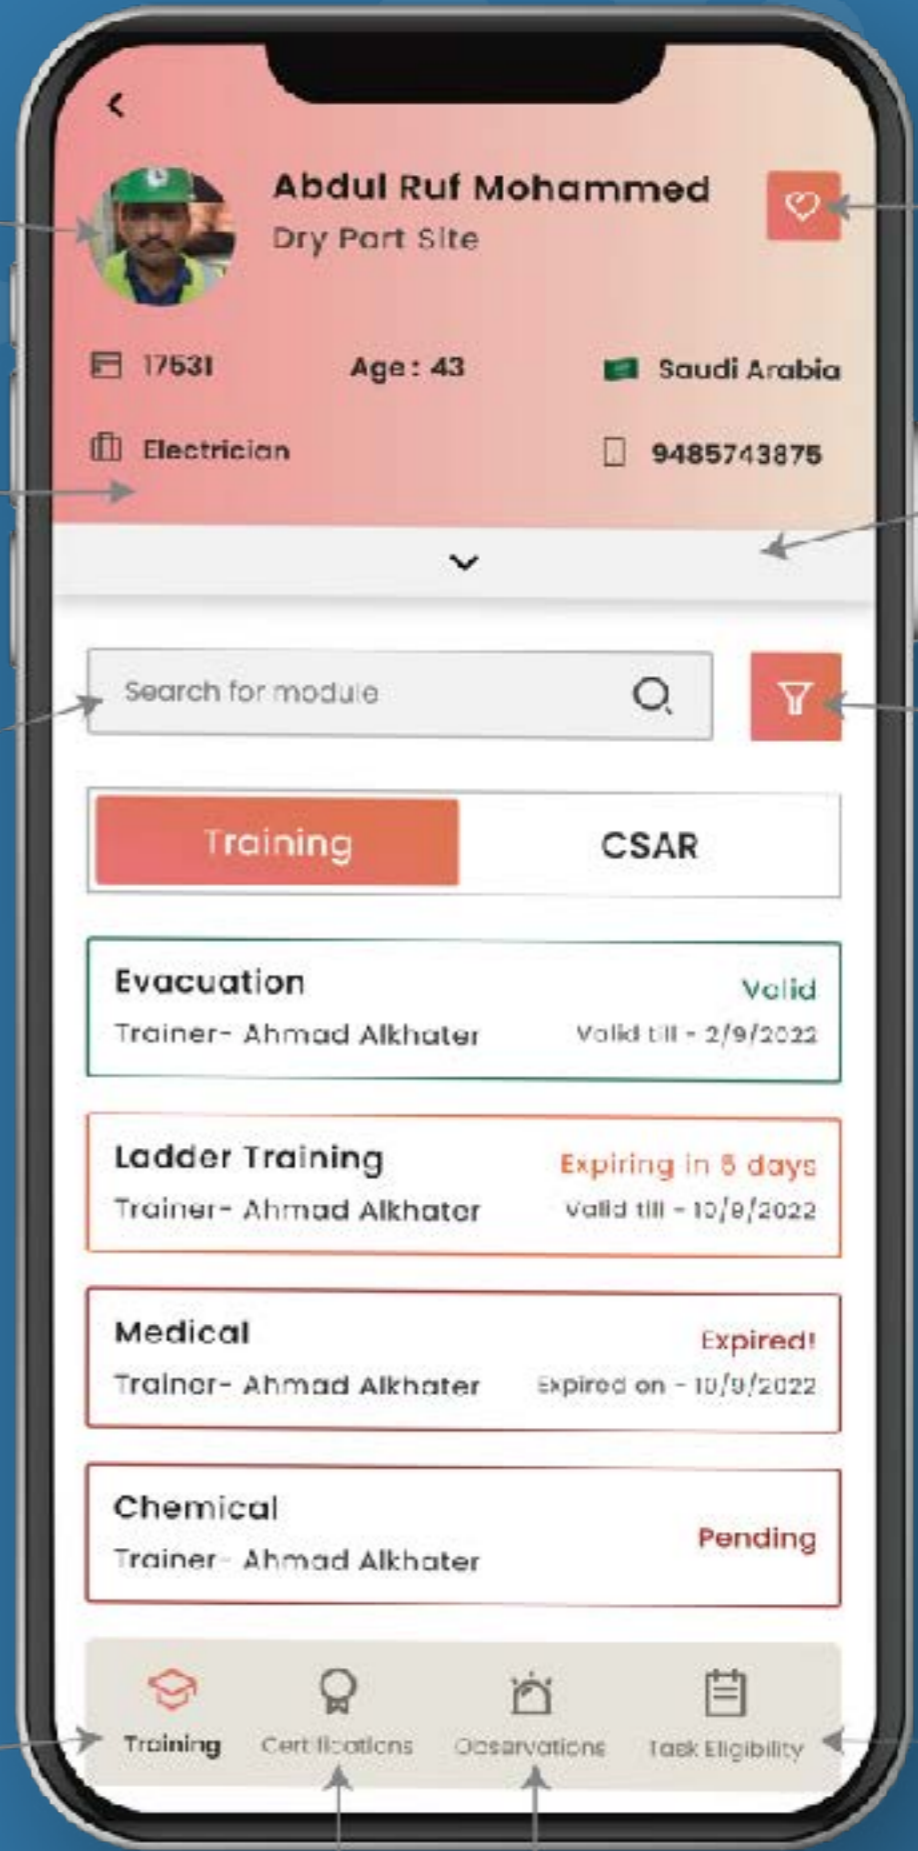 Abdul Ruf Mohammed
Dry Port Site
17531
Age : 43
Saudi Arabia
Electrician
9485743875
Search for module
Training
CSAR
Evacuation
Valid
Trainer- Ahmad Alkhater
Valid till - 2/9/2022
Ladder Training
Expiring in 5 days
Trainer- Ahmad Alkhater
Valid till - 10/9/2022
Medical
Expired!
Trainer- Ahmad Alkhater
Expired on - 10/9/2022
Chemical
Pending
Trainer- Ahmad Alkhater
Training
Certifications
Observations
Task Eligibility